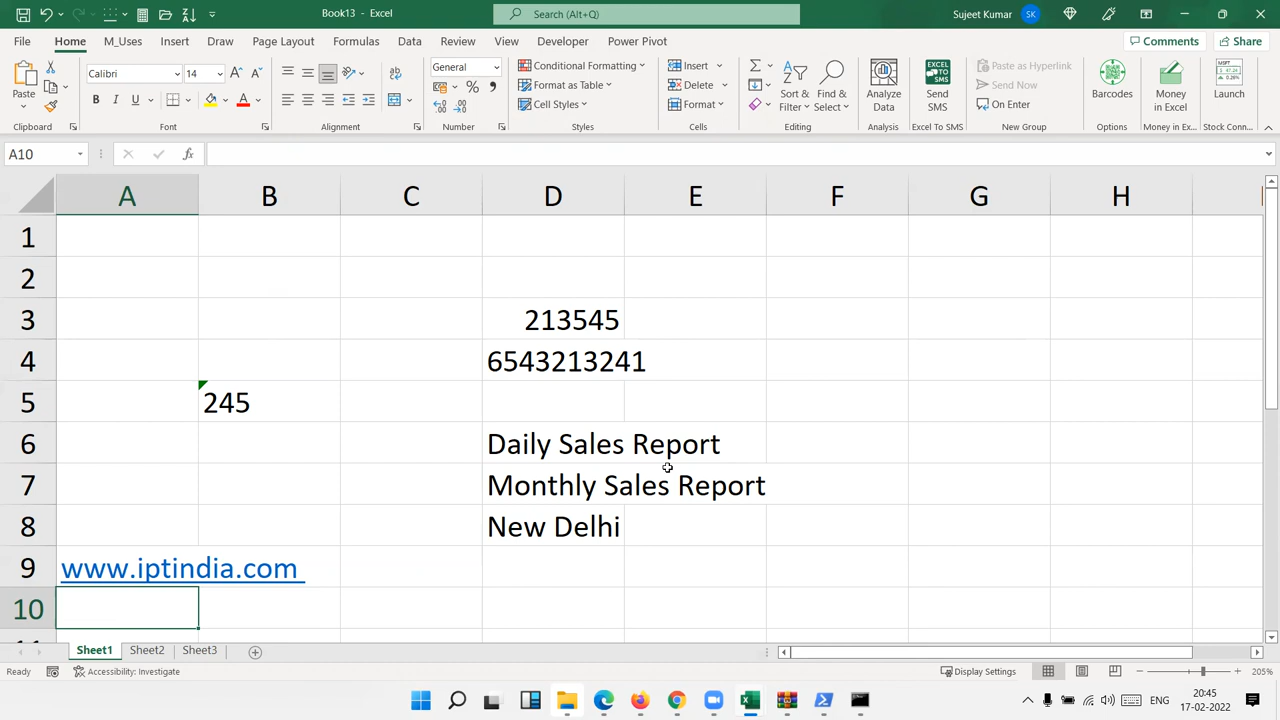 Book13 - Excel
Search (Alt+Q)
Sujeet Kumar SK
File Home M_Uses Insert Draw Page Layout Formulas Data Review View Developer Power Pivot Comments Share
Calibri 14 General Conditional Formatting Insert Paste as Hyperlink
Format as Table Delete Send Now
Cell Styles Format On Enter
Paste Sort & Filter Find & Select Analyze Data Send SMS Barcodes Money in Excel Launch
Clipboard Font Alignment Number Styles Cells Editing Analysis Excel To SMS New Group Options Money in Ex... Stock Conn...
A10 fx
A B C D E F G H
1
2
3 213545
4 6543213241
5 245
6 Daily Sales Report
7 Monthly Sales Report
8 New Delhi
9 www.iptindia.com
10
Sheet1 Sheet2 Sheet3
Ready Accessibility: Investigate Display Settings 205%
ENG 20:45
17-02-2022